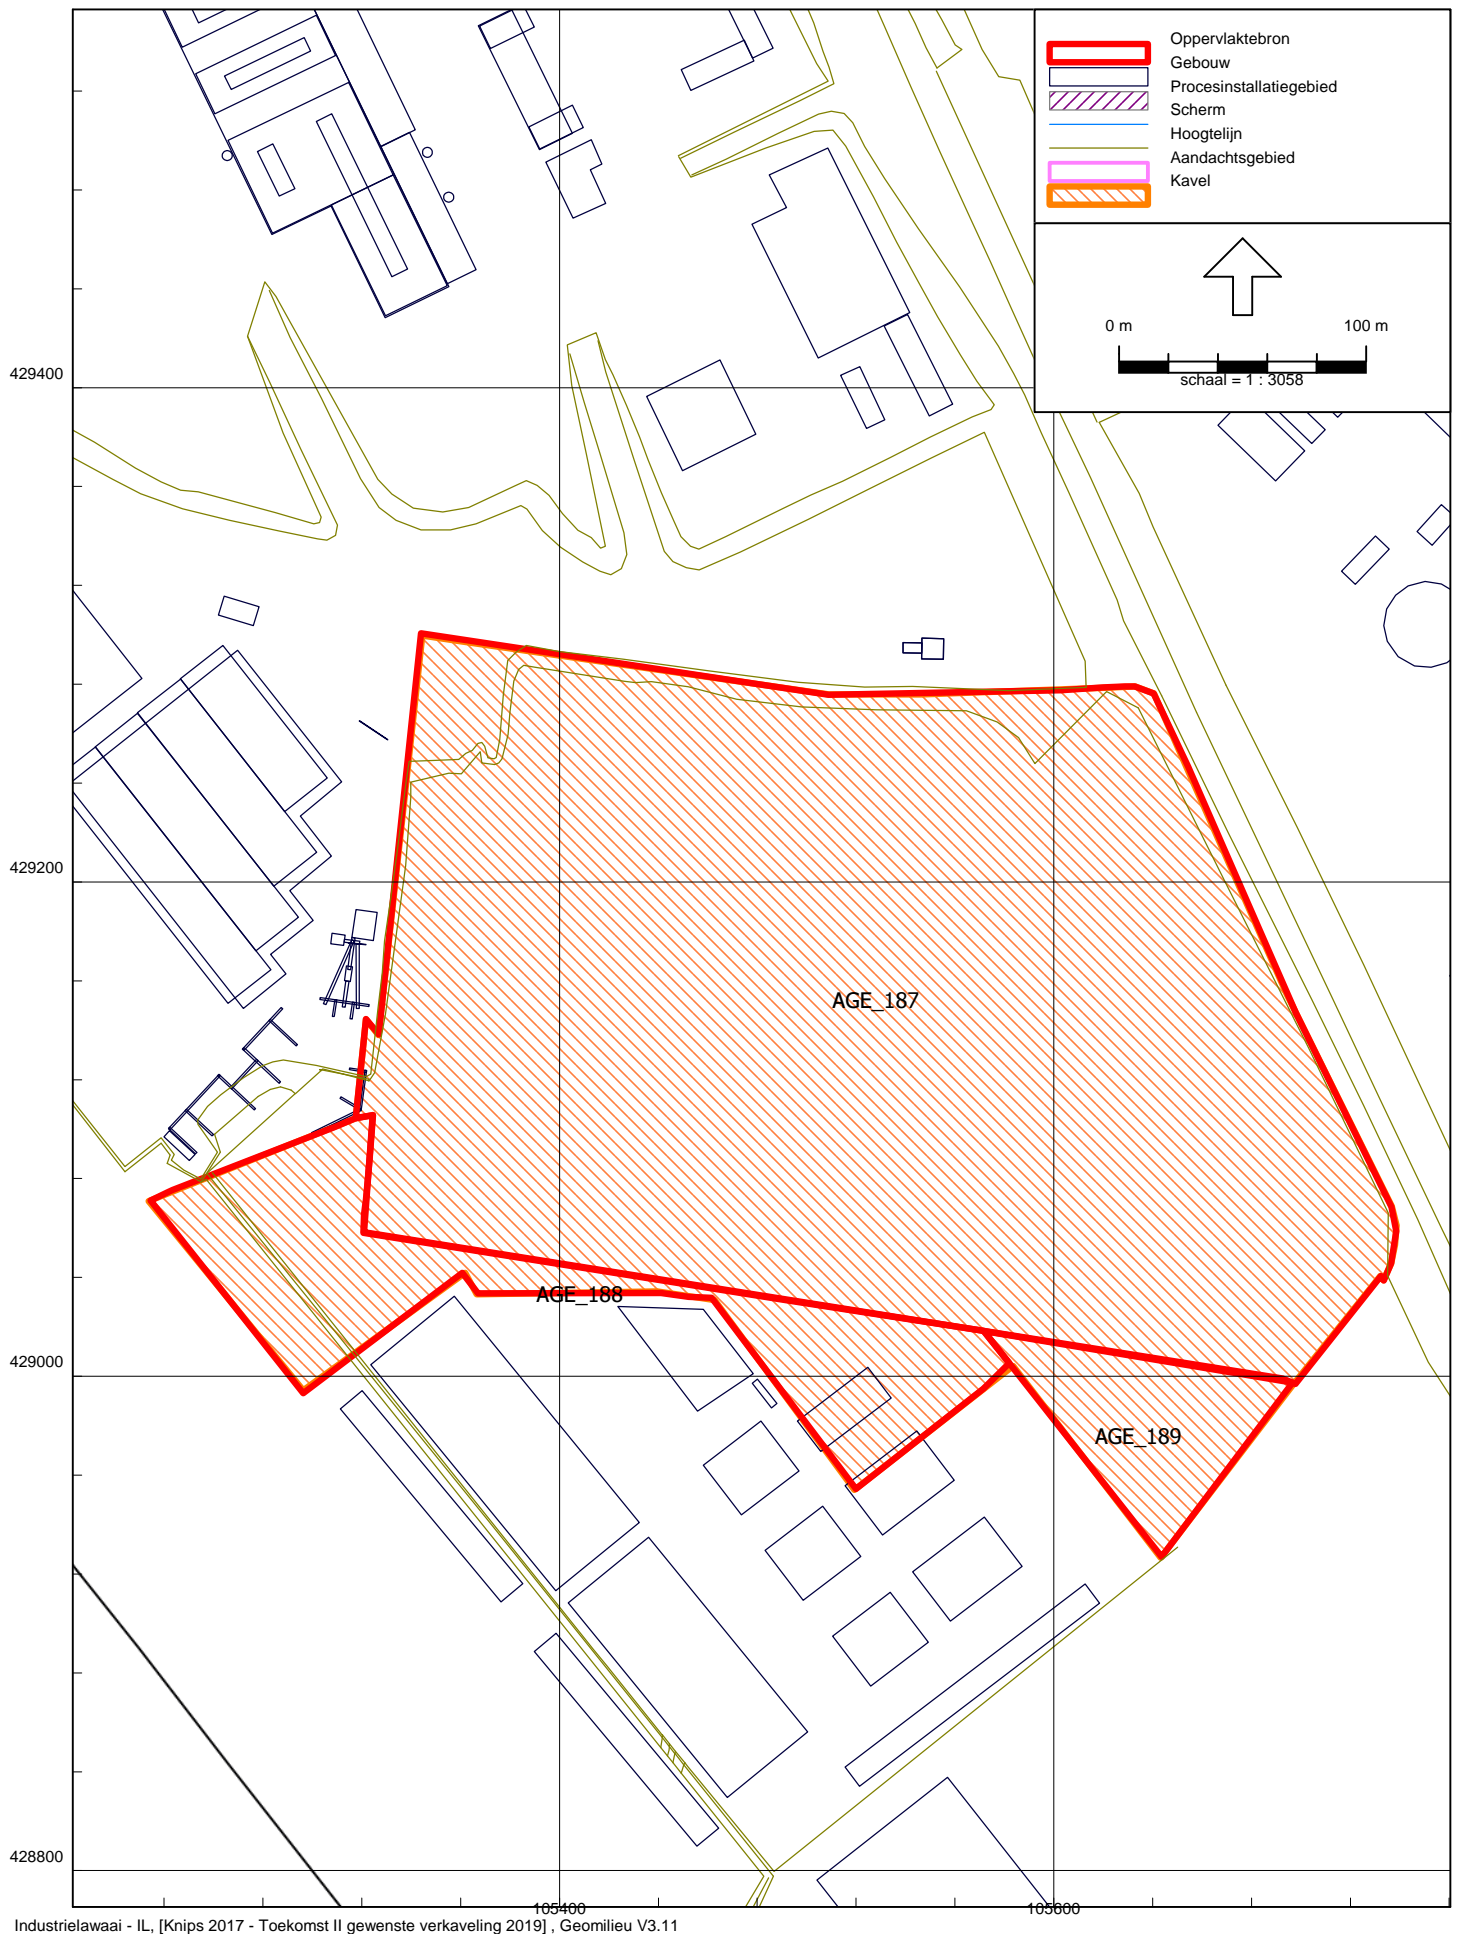 Oppervlaktebron
Gebouw
Procesinstallatiegebied
Scherm
Hoogtelijn
Aandachtsgebied
Kavel
0 m 100 m
schaal = 1 : 3058
429400
429200
AGE_187
AGE_188
429000
AGE_189
428800
105400 105600
Industrielawaai - IL, [Knips 2017 - Toekomst II gewenste verkaveling 2019] , Geomilieu V3.11